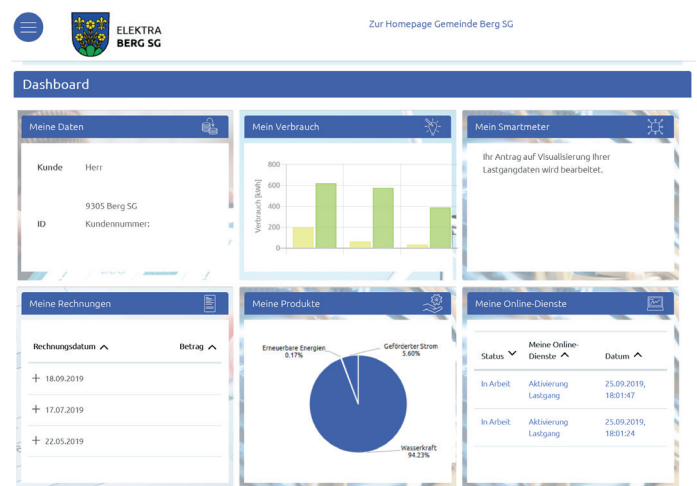 ELEKTRA
BERG SG
Zur Homepage Gemeinde Berg SG
Dashboard
Meine Daten
Kunde Herr
9305 Berg SG
ID Kundennummer:
Mein Verbrauch
Verbrauch [kWh]
800
600
400
200
0
Mein Smartmeter
Ihr Antrag auf Visualisierung Ihrer
Lastgangdaten wird bearbeitet.
Meine Rechnungen
Rechnungsdatum Betrag
+ 18.09.2019
+ 17.07.2019
+ 22.05.2019
Meine Produkte
Erneuerbare Energien
0.17%
Geförderter Strom
5.60%
Wasserkraft
94.23%
Meine Online-Dienste
Status Meine Online-
Dienste Datum
In Arbeit Aktivierung 25.09.2019,
Lastgang 18:01:47
In Arbeit Aktivierung 25.09.2019,
Lastgang 18:01:24